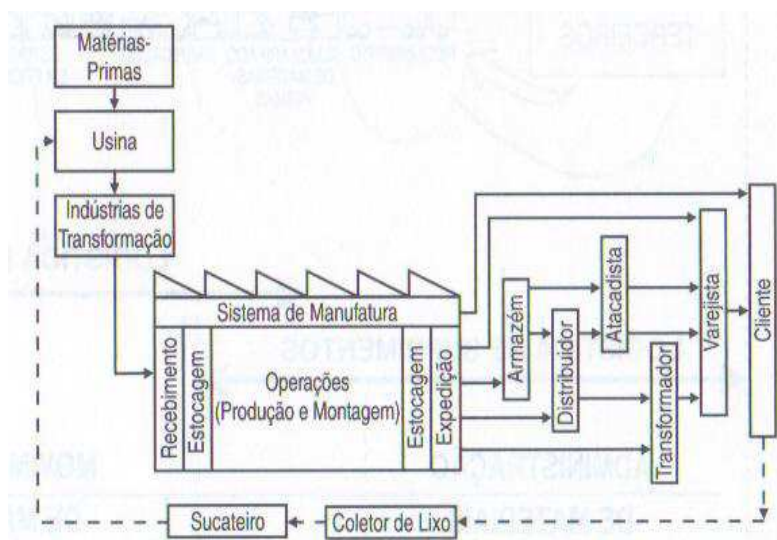 Matérias-
Primas
Usina
Indústrias de
Transformação
Sistema de Manufatura
Recebimento
Estocagem
Operações
(Produção e Montagem)
Estocagem
Expedição
Armazém
Distribuidor
Atacadista
Transformador
Varejista
Cliente
Sucateiro
Coletor de Lixo